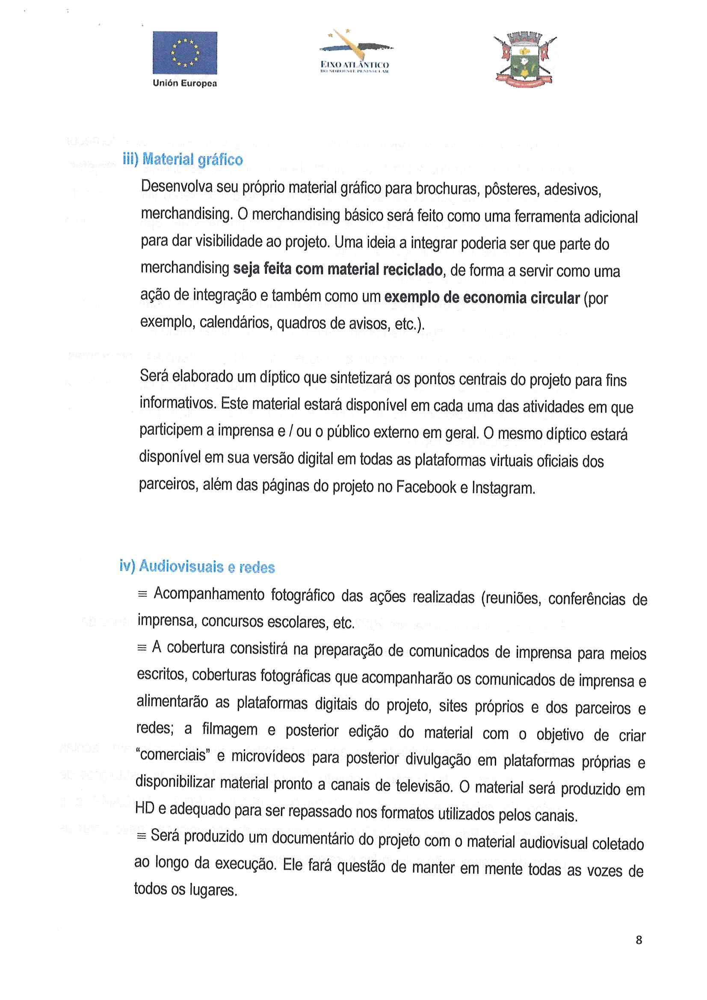 Unión Europea
EIXO ATLÂNTICO
DO NOROESTE PENINSULAR
iii) Material gráfico
Desenvolva seu próprio material gráfico para brochuras, pôsteres, adesivos,
merchandising. O merchandising básico será feito como uma ferramenta adicional
para dar visibilidade ao projeto. Uma ideia a integrar poderia ser que parte do
merchandising seja feita com material reciclado, de forma a servir como uma
ação de integração e também como um exemplo de economia circular (por
exemplo, calendários, quadros de avisos, etc.).
Será elaborado um díptico que sintetizará os pontos centrais do projeto para fins
informativos. Este material estará disponível em cada uma das atividades em que
participem a imprensa e / ou o público externo em geral. O mesmo díptico estará
disponível em sua versão digital em todas as plataformas virtuais oficiais dos
parceiros, além das páginas do projeto no Facebook e Instagram.
iv) Audiovisuais e redes
≡ Acompanhamento fotográfico das ações realizadas (reuniões, conferências de
imprensa, concursos escolares, etc.
≡ A cobertura consistirá na preparação de comunicados de imprensa para meios
escritos, coberturas fotográficas que acompanharão os comunicados de imprensa e
alimentarão as plataformas digitais do projeto, sites próprios e dos parceiros e
redes; a filmagem e posterior edição do material com o objetivo de criar
“comerciais” e microvídeos para posterior divulgação em plataformas próprias e
disponibilizar material pronto a canais de televisão. O material será produzido em
HD e adequado para ser repassado nos formatos utilizados pelos canais.
≡ Será produzido um documentário do projeto com o material audiovisual coletado
ao longo da execução. Ele fará questão de manter em mente todas as vozes de
todos os lugares.
8